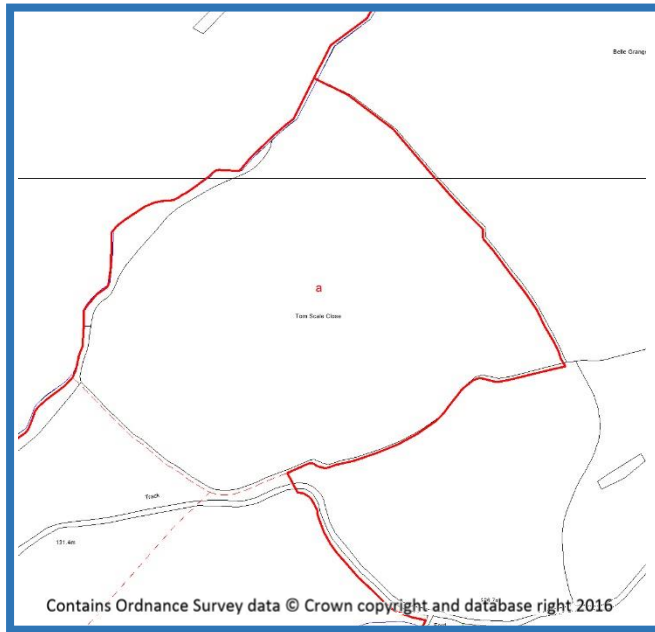 Belle Grange
a
Tom Scale Close
Track
131.4m
Contains Ordnance Survey data © Crown copyright and database right 2016